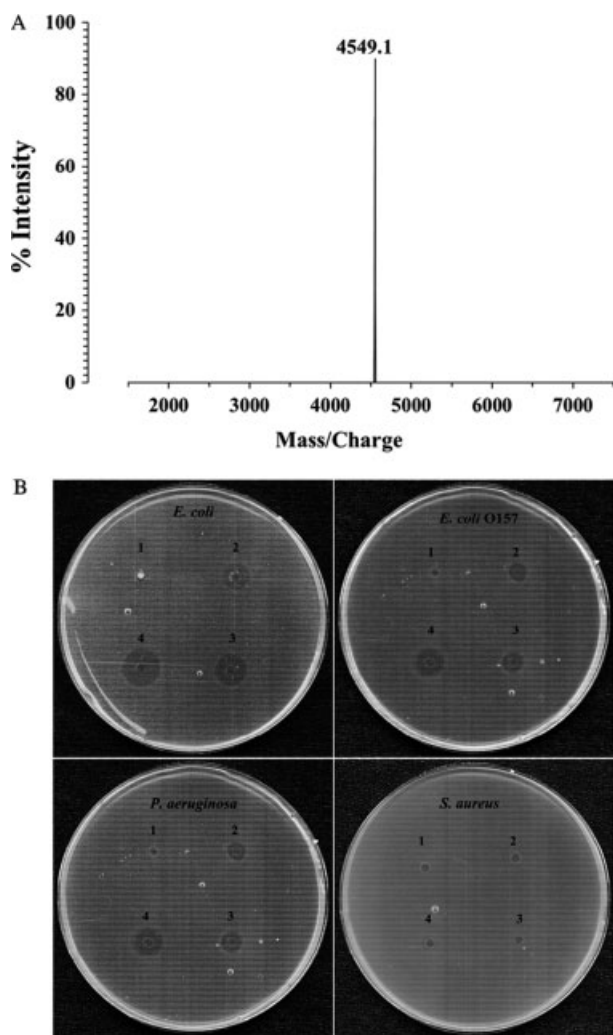 A
100
4549.1
80
60
40
20
0
% Intensity
2000 3000 4000 5000 6000 7000
Mass/Charge
B
E. coli
1 2
4 3
E. coli O157
1 2
4 3
P. aeruginosa
1 2
4 3
S. aureus
1 2
4 3